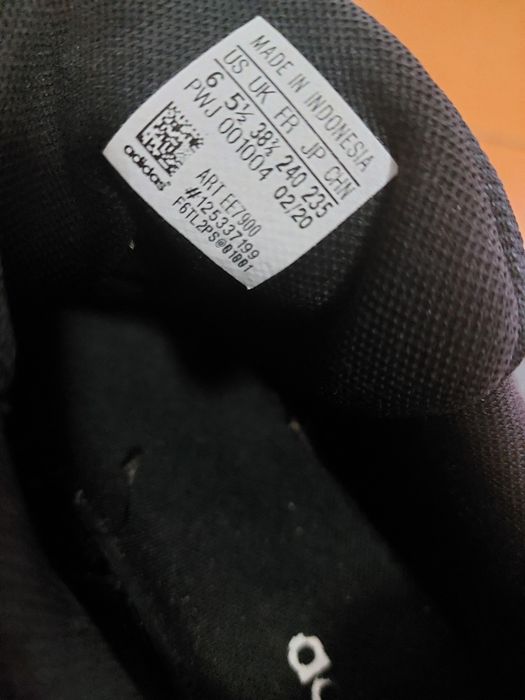 MADE IN INDONESIA
US UK FR JP CHN
6 5½ 38⅔ 240 235
PWJ 001004 02/20
adidas
ART EE7900
#125337199
F6TL2PS@01001